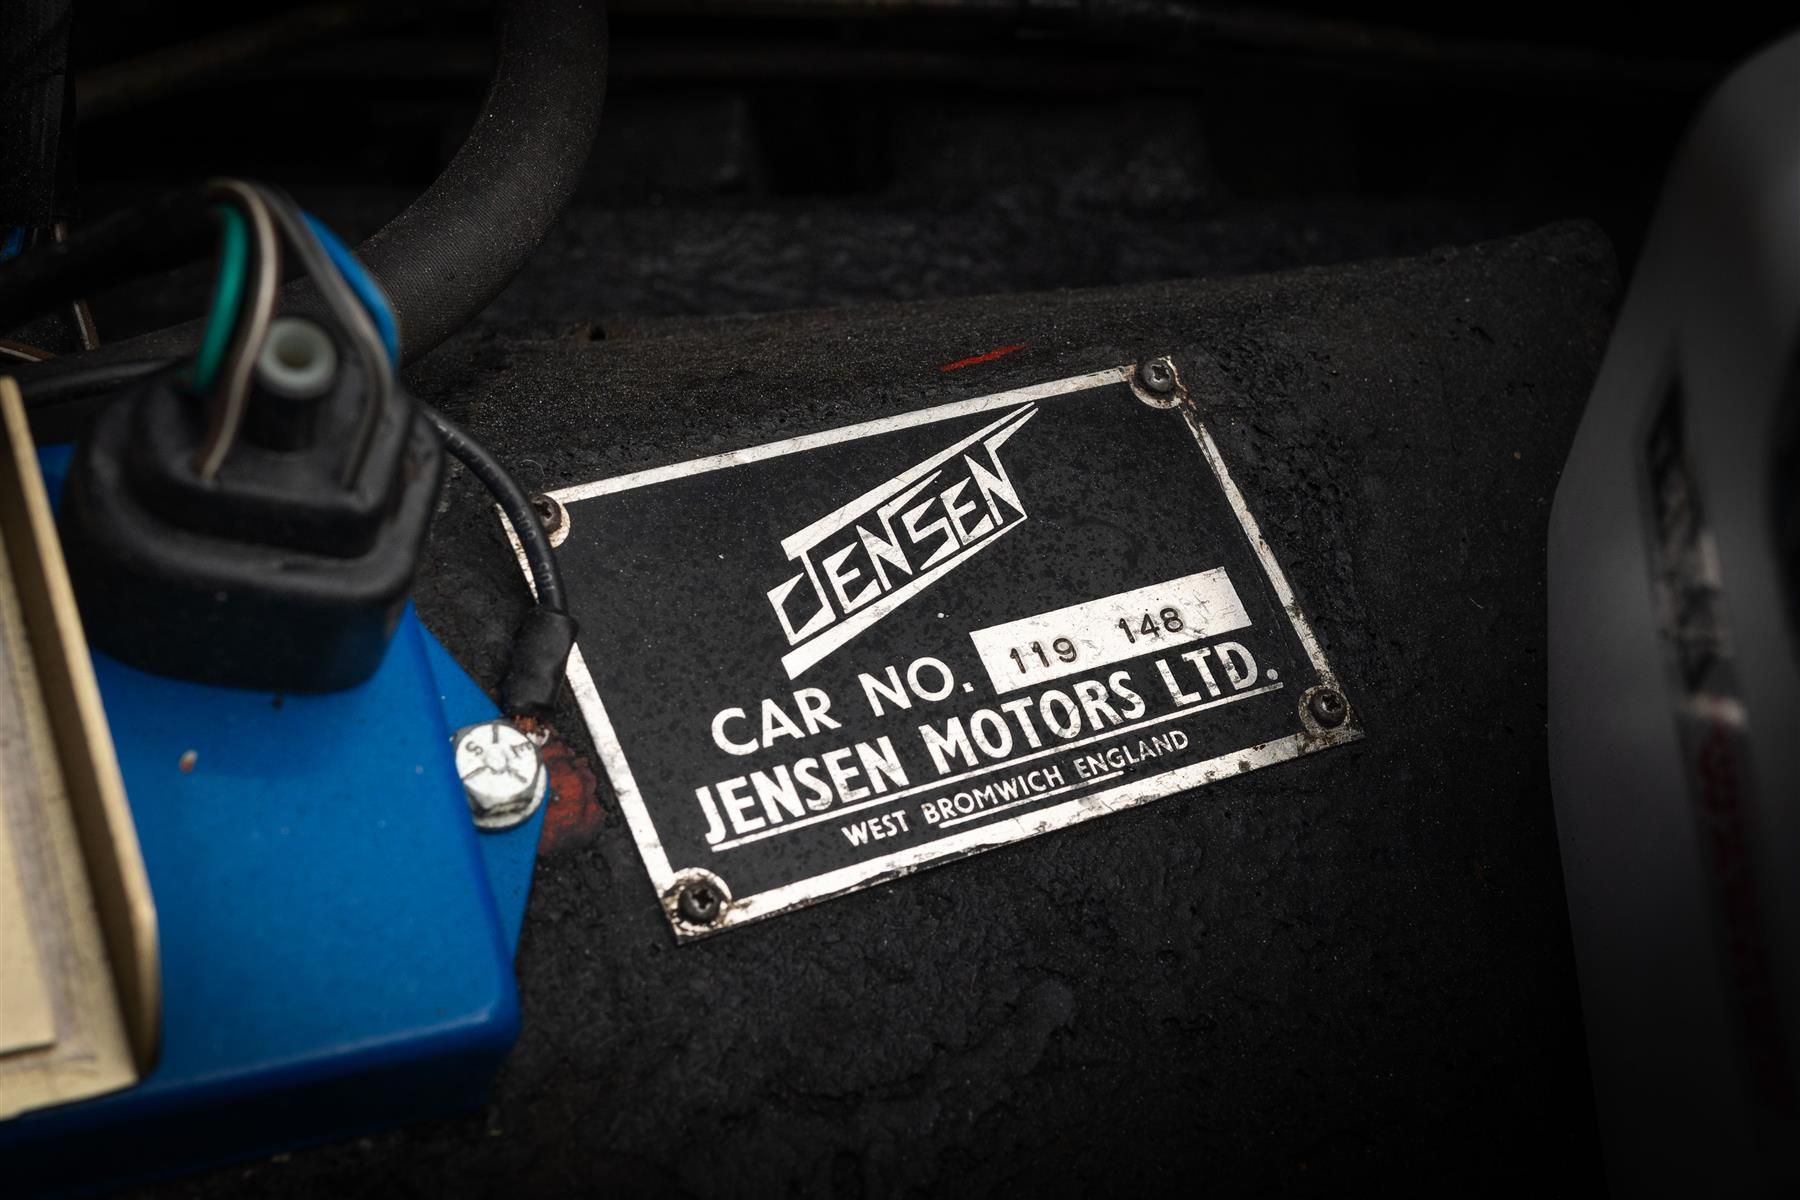 JENSEN
CAR NO. 119 148
JENSEN MOTORS LTD.
WEST BROMWICH ENGLAND